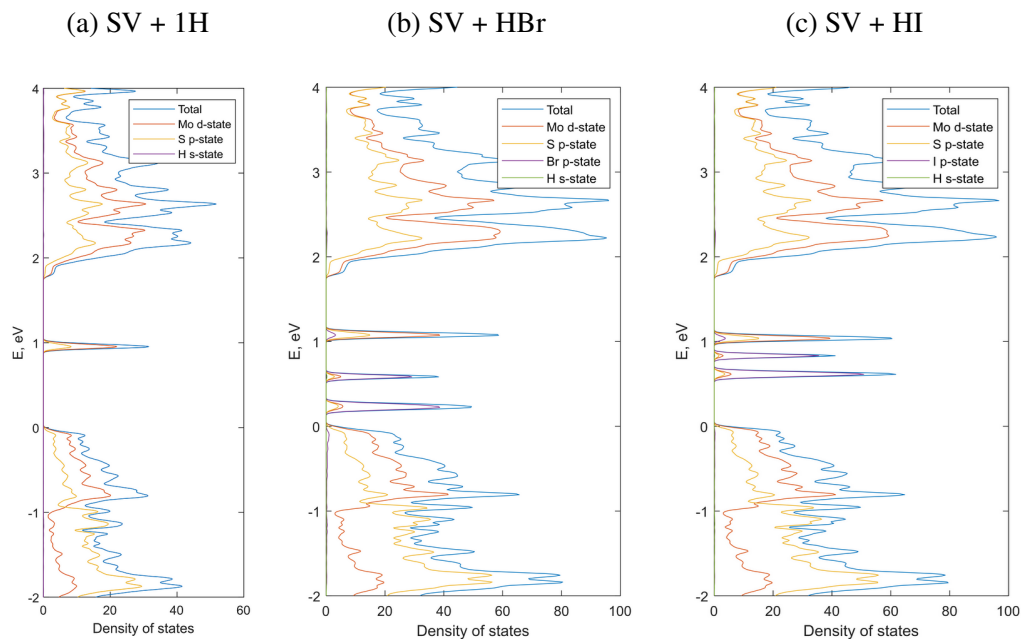 (a) SV + 1H
(b) SV + HBr
(c) SV + HI
4
3
2
1
0
-1
-2
E, eV
Total
Mo d-state
S p-state
H s-state
0
20
40
60
Density of states
4
3
2
1
0
-1
-2
E, eV
Total
Mo d-state
S p-state
Br p-state
H s-state
0
20
40
60
80
100
Density of states
4
3
2
1
0
-1
-2
E, eV
Total
Mo d-state
S p-state
I p-state
H s-state
0
20
40
60
80
100
Density of states